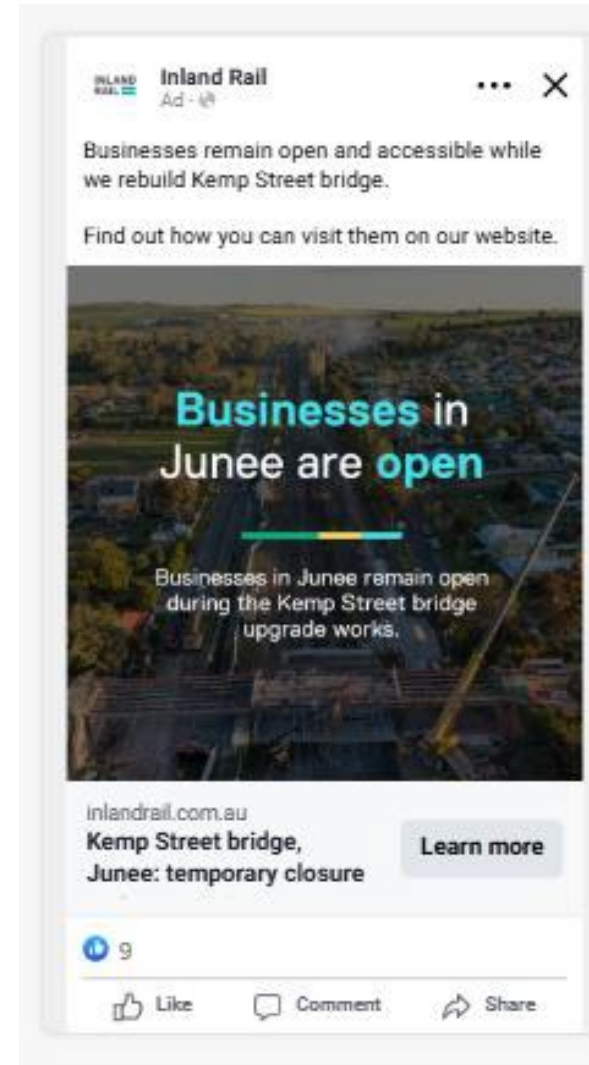 INLAND
RAIL
Inland Rail
Ad
Businesses remain open and accessible while
we rebuild Kemp Street bridge.
Find out how you can visit them on our website.
Businesses in
Junee are open
Businesses in Junee remain open
during the Kemp Street bridge
upgrade works.
inlandrail.com.au
Kemp Street bridge,
Junee: temporary closure
Learn more
9
Like Comment Share